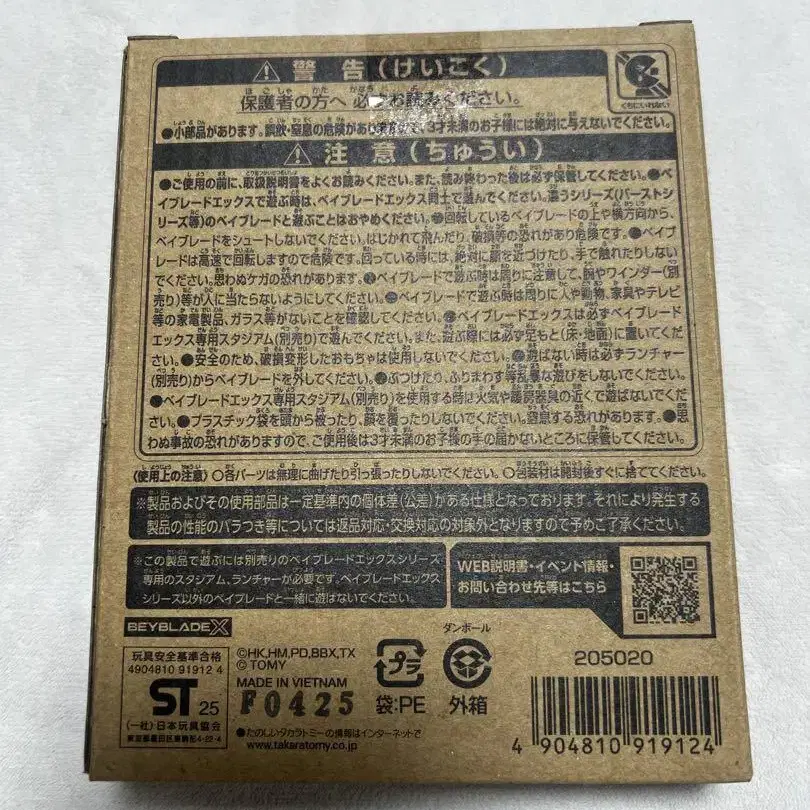 警告(けいこく)
保護者の方へ 必ずお読みください。
くちにいれない
●小部品があります。誤飲・窒息の危険がありますので、3才未満のお子様には絶対に与えないでください。
注意(ちゅうい)
●ご使用の前に、取扱説明書をよくお読みください。また、読み終わった後は必ず保管してください。●ベ
イブレードエックスで遊ぶ時は、ベイブレードエックス同士で遊んでください。違うシリーズ(バーストシ
リーズ等)のベイブレードと遊ぶことはおやめください。●回転しているベイブレードの上や横方向から、
ベイブレードをシュートしないでください。はじかれて飛んだり、破損等の恐れがあり危険です。●ベイブ
レードは高速で回転しますので危険です。回っている時には、絶対に顔を近づけたり、手で触れたりしない
でください。思わぬケガの恐れがあります。●ベイブレードで遊ぶ時は周りに注意して、腕やワインダー(別
売り)等が人に当たらないようにしてください。●ベイブレードで遊ぶ時は周りに人や動物、家具やテレビ
等の家電製品、ガラス等がないことを確認してください。●ベイブレードエックスは必ずベイブレード
エックス専用スタジアム(別売り)で遊んでください。また、遊ぶ際には必ず足もと(床・地面)に置いてくだ
さい。●安全のため、破損変形したおもちゃは使用しないでください。●遊ばない時は必ずランチャー
(別売り)からベイブレードを外してください。●ぶつけたり、ふりまわす等乱暴な遊びをしないでください。
●ベイブレードエックス専用スタジアム(別売り)を使用する時は火気や暖房器具の近くで遊ばないでくだ
さい。●プラスチック袋を頭から被ったり、顔を覆ったりしないでください。窒息する恐れがあります。●思
わぬ事故の恐れがありますので、ご使用後は3才未満のお子様の手の届かないところに保管してください。
〈使用上の注意〉○各パーツは無理に曲げたり引っ張ったりしないでください。○包装材は開封後すぐに捨ててください。
※製品およびその使用部品は一定基準内の個体差(公差)がある仕様となっております。それにより発生する
製品の性能のバラつき等については返品対応・交換対応の対象外となりますので予めご了承ください。
※この製品で遊ぶには別売りのベイブレードエックスシリーズ
専用のスタジアム、ランチャーが必要です。ベイブレードエックス
シリーズ以外のベイブレードと一緒に遊ばないでください。
WEB説明書・イベント情報・
お問い合わせ先等はこちら
BEYBLADE X
玩具安全基準合格
4904810 91912 4
ST 25
(一社)日本玩具協会
東京都墨田区東駒形4-22-4
©HK,HM,PD,BBX,TX
© TOMY
MADE IN VIETNAM
F0425
●たのしいタカラトミーの情報はインターネットで
www.takaratomy.co.jp
プラ
袋:PE
ダンボール
外箱
205020
4 904810 919124